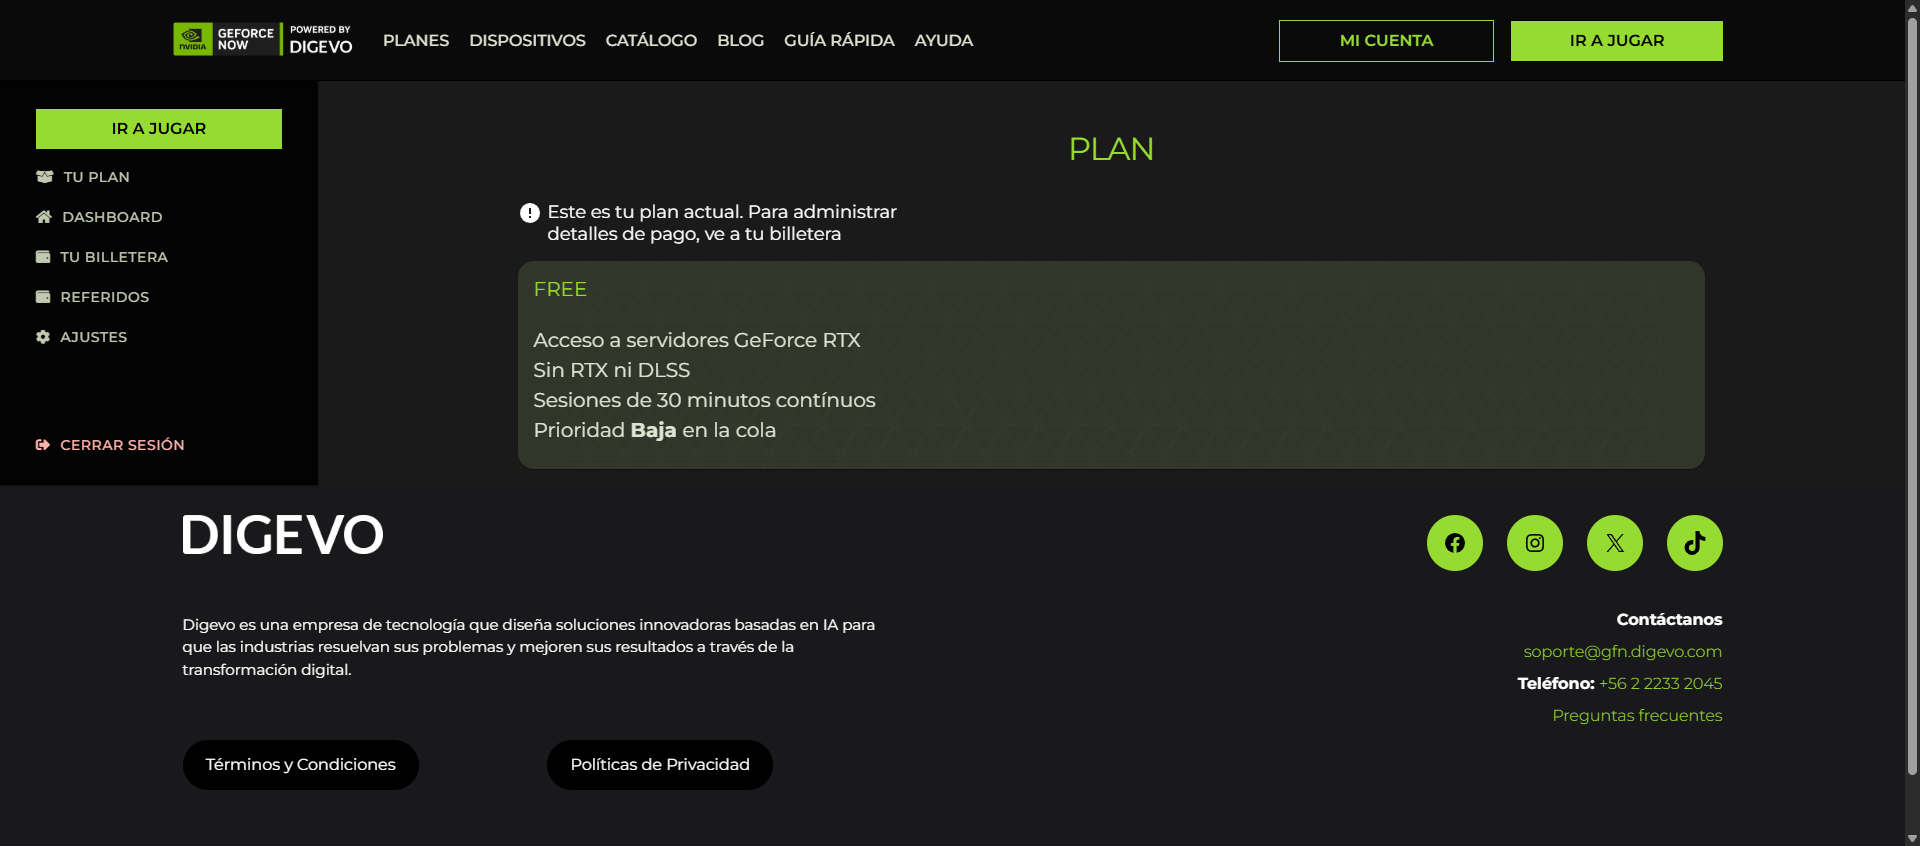 NVIDIA
GEFORCE
NOW
POWERED BY
DIGEVO
PLANES
DISPOSITIVOS
CATÁLOGO
BLOG
GUÍA RÁPIDA
AYUDA
MI CUENTA
IR A JUGAR
IR A JUGAR
TU PLAN
DASHBOARD
TU BILLETERA
REFERIDOS
AJUSTES
CERRAR SESIÓN
PLAN
Este es tu plan actual. Para administrar
detalles de pago, ve a tu billetera
FREE
Acceso a servidores GeForce RTX
Sin RTX ni DLSS
Sesiones de 30 minutos contínuos
Prioridad Baja en la cola
DIGEVO
Digevo es una empresa de tecnología que diseña soluciones innovadoras basadas en IA para
que las industrias resuelvan sus problemas y mejoren sus resultados a través de la
transformación digital.
Términos y Condiciones
Políticas de Privacidad
Contáctanos
soporte@gfn.digevo.com
Teléfono: +56 2 2233 2045
Preguntas frecuentes